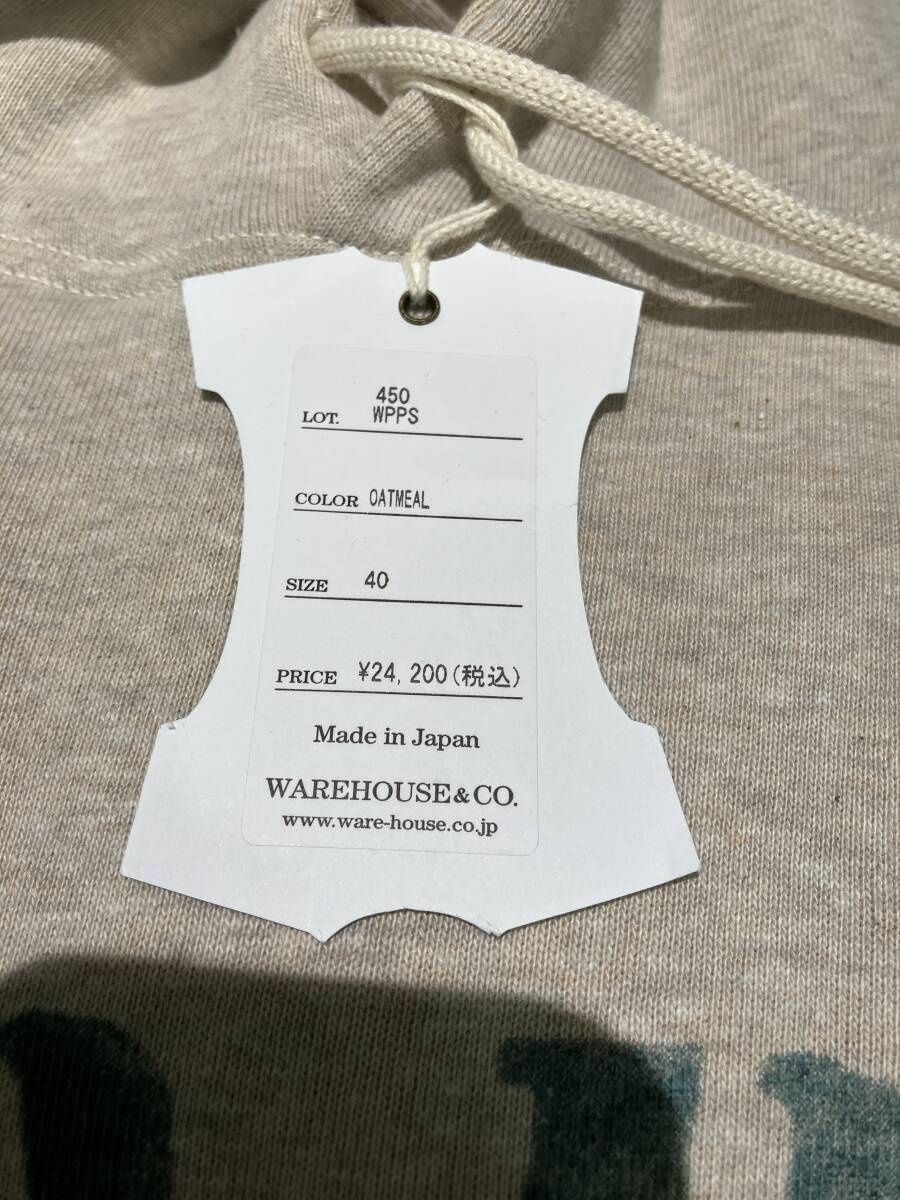 450
LOT. WPPS
COLOR OATMEAL
SIZE 40
PRICE ¥24,200(税込)
Made in Japan
WAREHOUSE&CO.
www.ware-house.co.jp